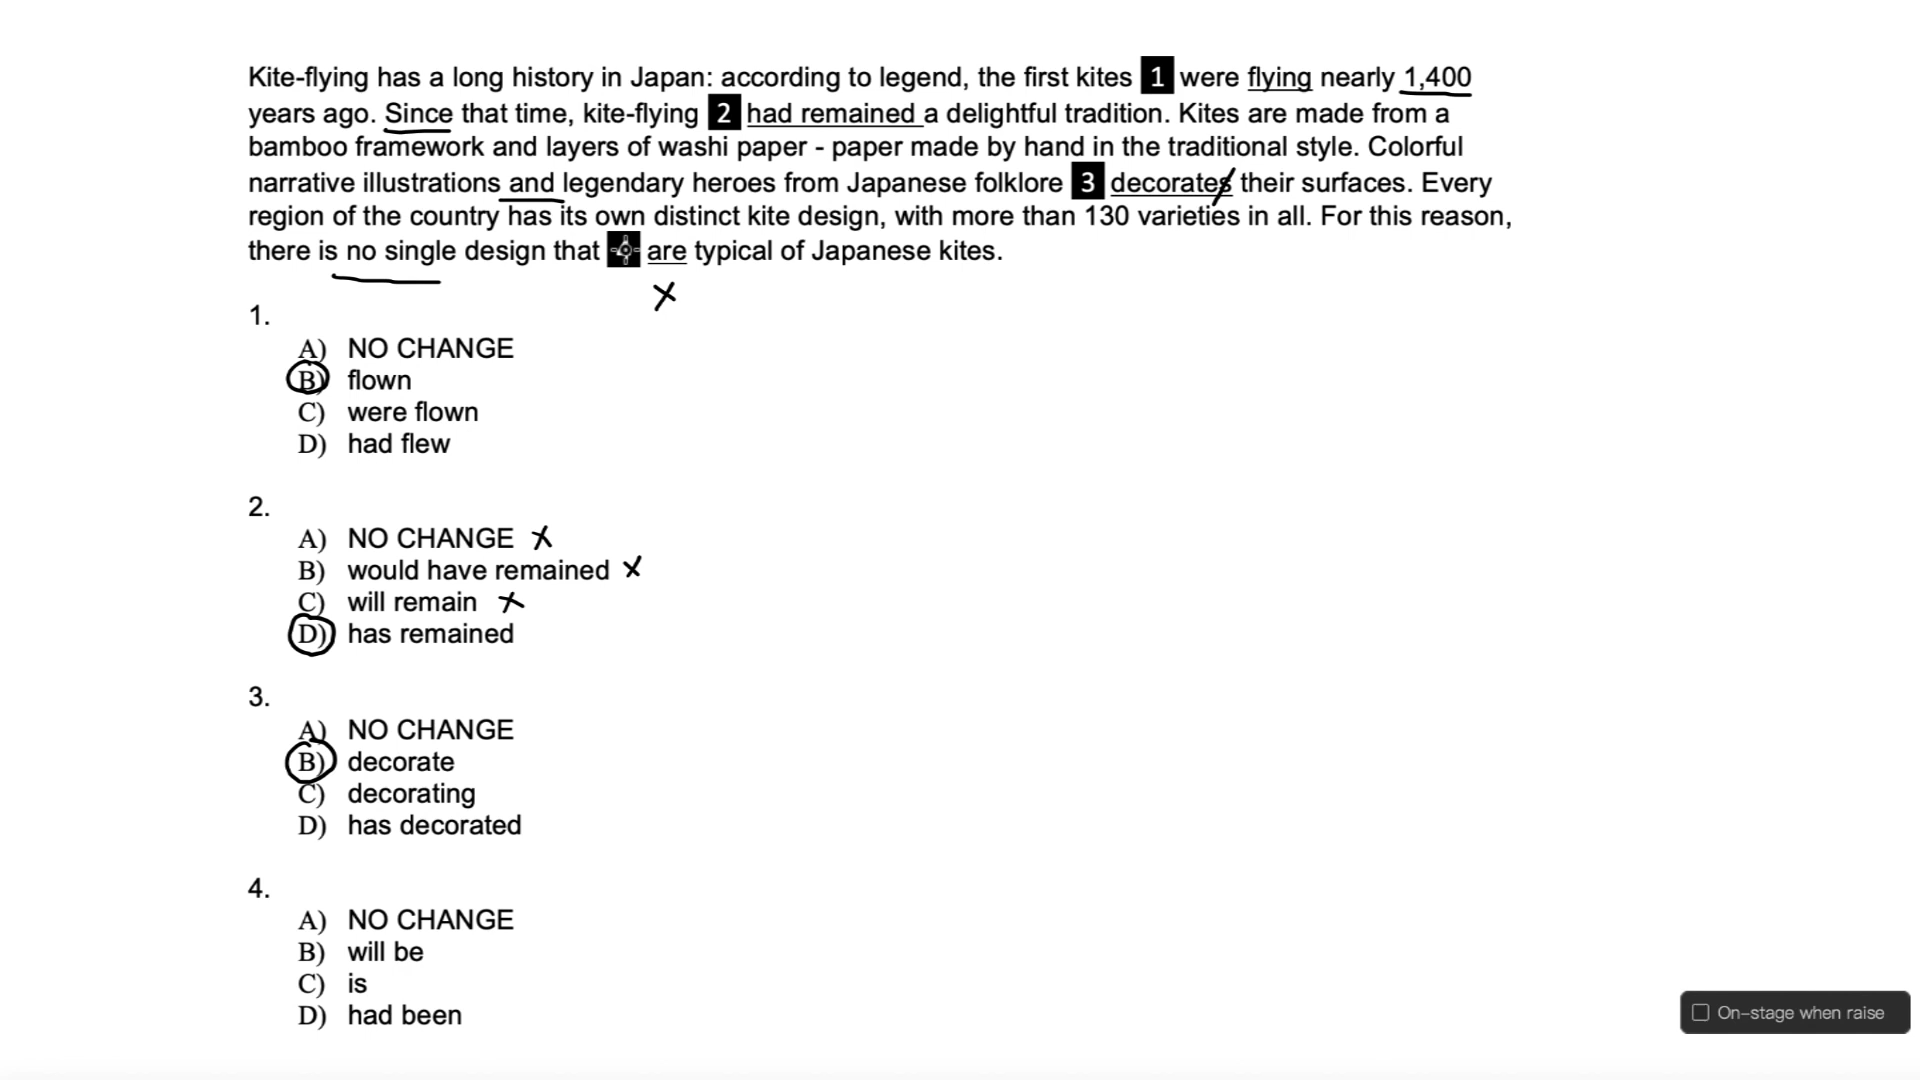 Kite-flying has a long history in Japan: according to legend, the first kites 1 were flying nearly 1,400
years ago. Since that time, kite-flying 2 had remained a delightful tradition. Kites are made from a
bamboo framework and layers of washi paper - paper made by hand in the traditional style. Colorful
narrative illustrations and legendary heroes from Japanese folklore 3 decorates their surfaces. Every
region of the country has its own distinct kite design, with more than 130 varieties in all. For this reason,
there is no single design that are typical of Japanese kites.
1.
A) NO CHANGE
B) flown
C) were flown
D) had flew
2.
A) NO CHANGE
B) would have remained
C) will remain
D) has remained
3.
A) NO CHANGE
B) decorate
C) decorating
D) has decorated
4.
A) NO CHANGE
B) will be
C) is
D) had been
On-stage when raise